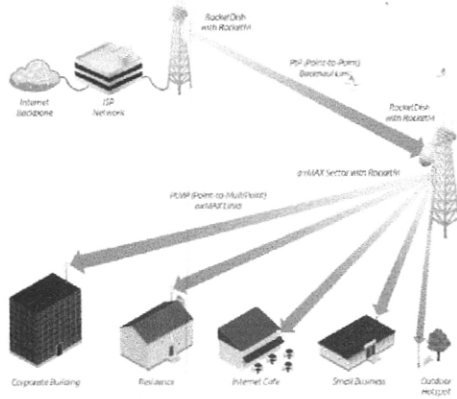 RocketDish
with RocketM
PtP (Point-to-Point)
Backhaul Link
Internet
Backbone
ISP
Network
RocketDish
with RocketM
airMAX Sector with RocketM
PtMP (Point-to-MultiPoint)
airMAX Links
Corporate Building
Residence
Internet Cafe
Small Business
Outdoor
Hotspot